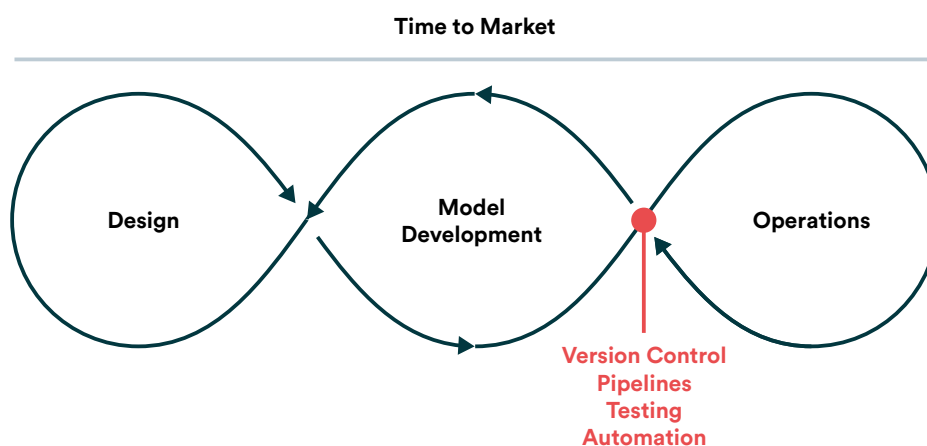 Time to Market
Design
Model
Development
Operations
Version Control
Pipelines
Testing
Automation